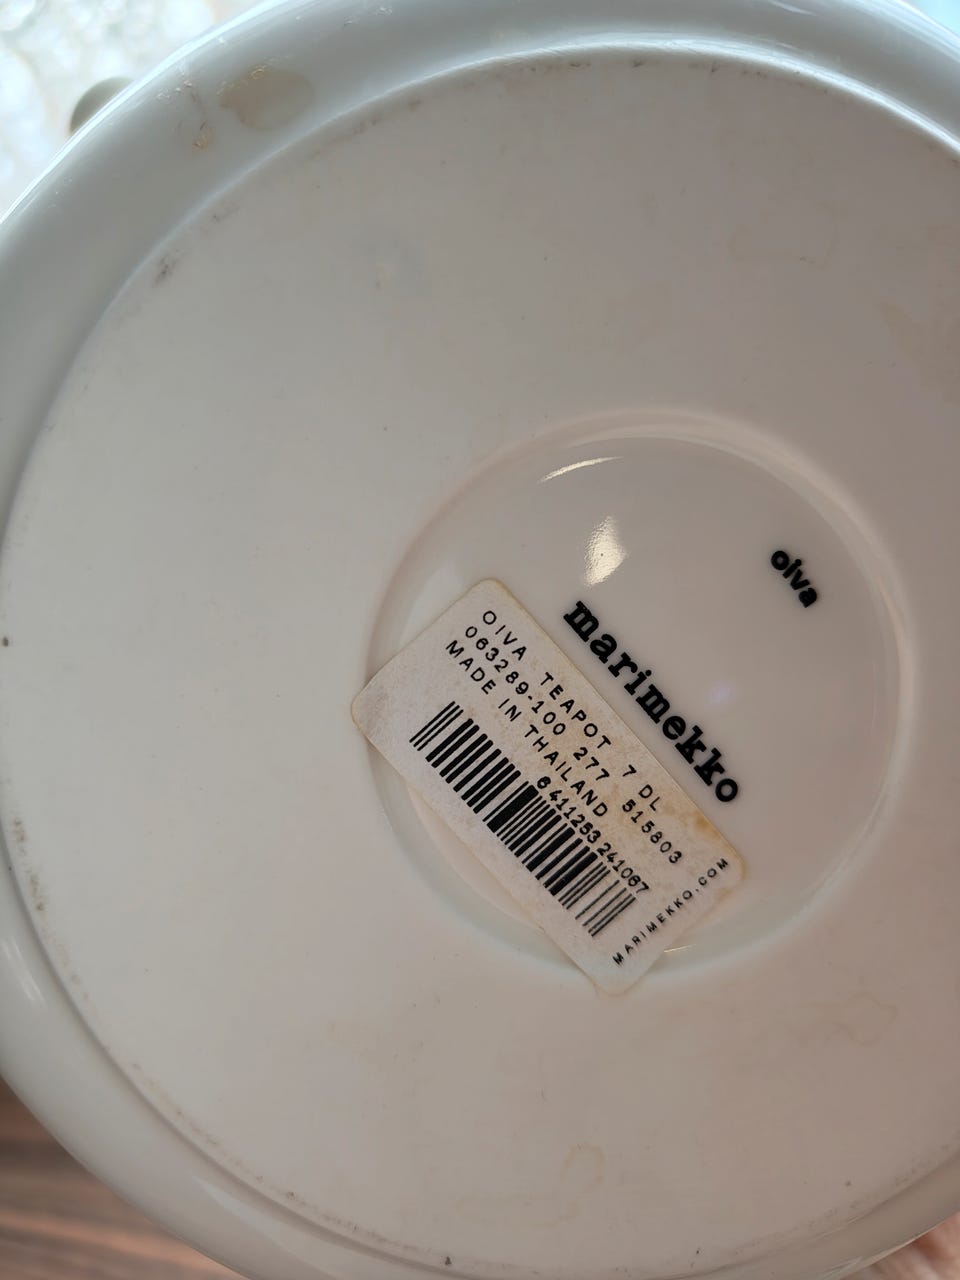 oiva
marimekko
OIVA TEAPOT 7 DL
063289-100 277 515803
MADE IN THAILAND
6411253241067
MARIMEKKO.COM